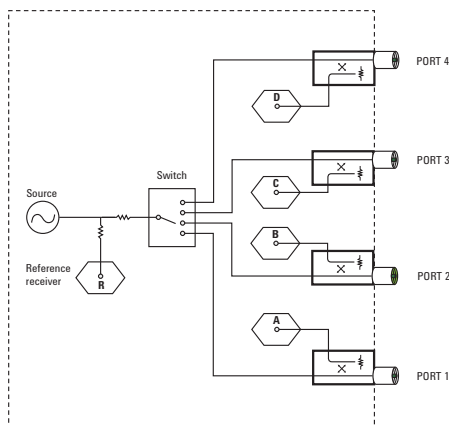 PORT 4
D
PORT 3
Switch
C
Source
B
Reference
receiver
R
PORT 2
A
PORT 1